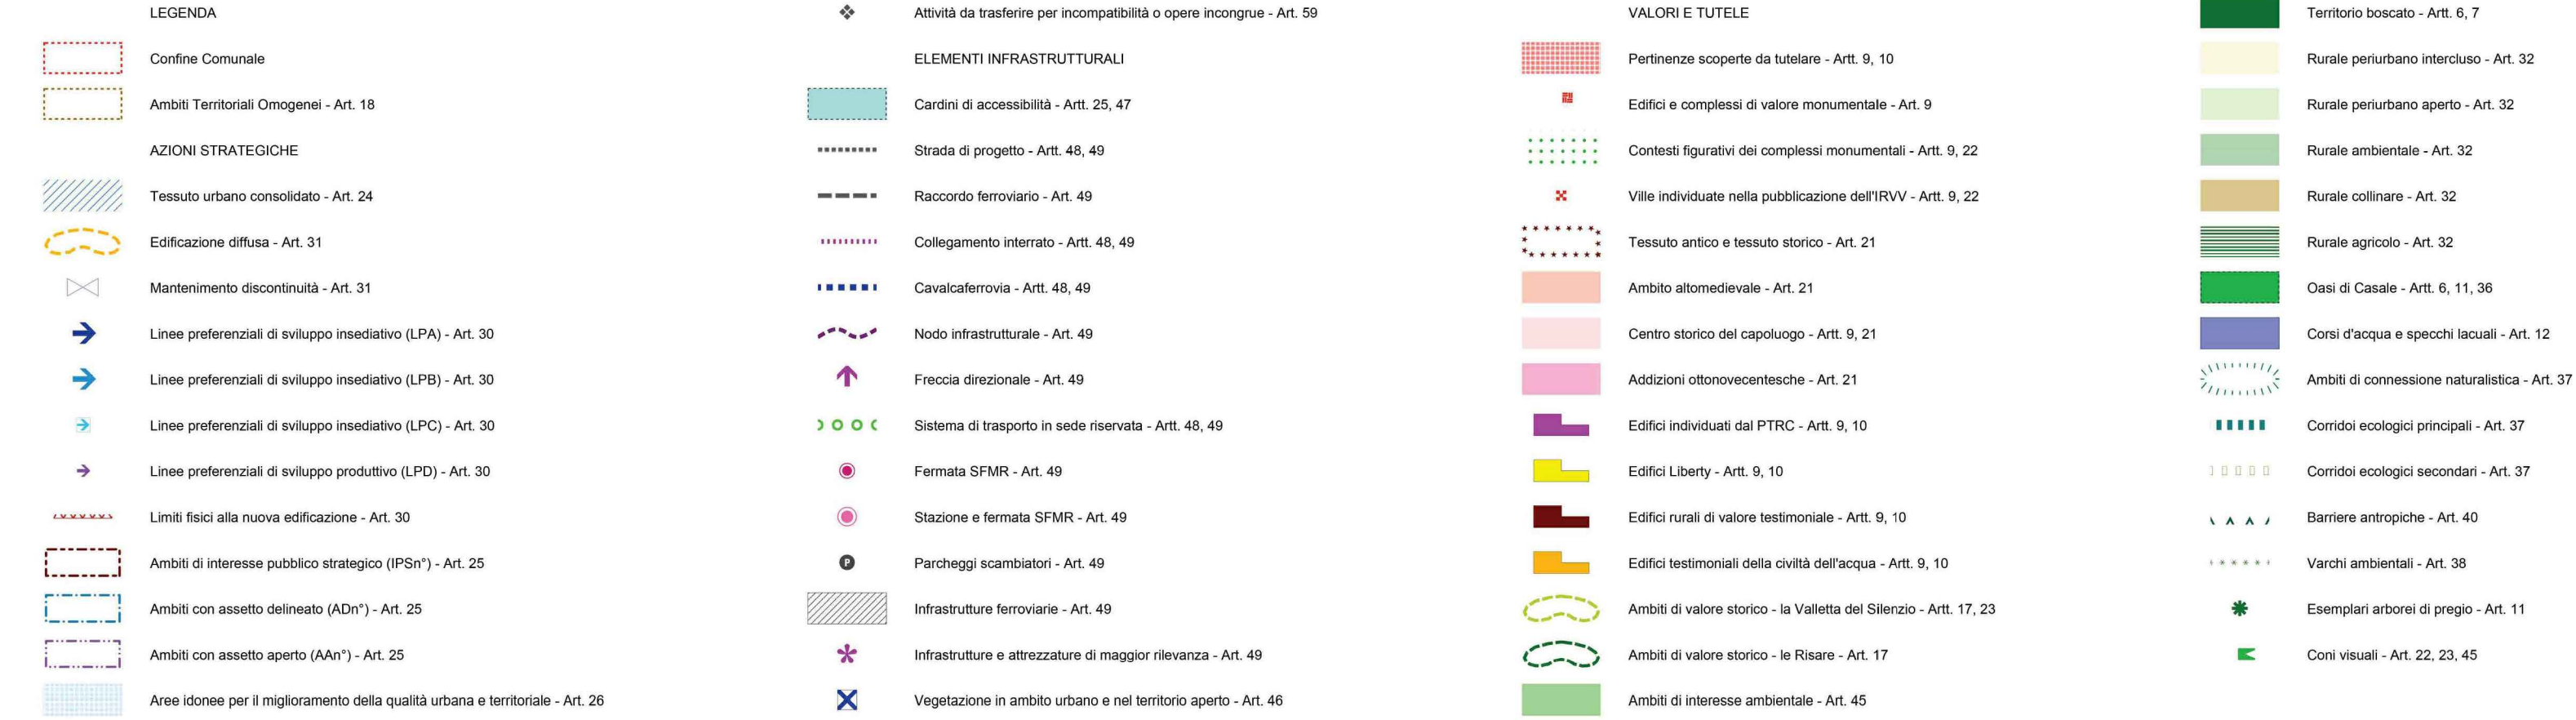 LEGENDA
Confine Comunale
Ambiti Territoriali Omogenei - Art. 18
AZIONI STRATEGICHE
Tessuto urbano consolidato - Art. 24
Edificazione diffusa - Art. 31
Mantenimento discontinuità - Art. 31
Linee preferenziali di sviluppo insediativo (LPA) - Art. 30
Linee preferenziali di sviluppo insediativo (LPB) - Art. 30
Linee preferenziali di sviluppo insediativo (LPC) - Art. 30
Linee preferenziali di sviluppo produttivo (LPD) - Art. 30
Limiti fisici alla nuova edificazione - Art. 30
Ambiti di interesse pubblico strategico (IPSn°) - Art. 25
Ambiti con assetto delineato (ADn°) - Art. 25
Ambiti con assetto aperto (AAn°) - Art. 25
Aree idonee per il miglioramento della qualità urbana e territoriale - Art. 26
Attività da trasferire per incompatibilità o opere incongrue - Art. 59
ELEMENTI INFRASTRUTTURALI
Cardini di accessibilità - Artt. 25, 47
Strada di progetto - Artt. 48, 49
Raccordo ferroviario - Art. 49
Collegamento interrato - Artt. 48, 49
Cavalcaferrovia - Artt. 48, 49
Nodo infrastrutturale - Art. 49
Freccia direzionale - Art. 49
Sistema di trasporto in sede riservata - Artt. 48, 49
Fermata SFMR - Art. 49
Stazione e fermata SFMR - Art. 49
P Parcheggi scambiatori - Art. 49
Infrastrutture ferroviarie - Art. 49
Infrastrutture e attrezzature di maggior rilevanza - Art. 49
Vegetazione in ambito urbano e nel territorio aperto - Art. 46
VALORI E TUTELE
Pertinenze scoperte da tutelare - Artt. 9, 10
Edifici e complessi di valore monumentale - Art. 9
Contesti figurativi dei complessi monumentali - Artt. 9, 22
Ville individuate nella pubblicazione dell'IRVV - Artt. 9, 22
Tessuto antico e tessuto storico - Art. 21
Ambito altomedievale - Art. 21
Centro storico del capoluogo - Artt. 9, 21
Addizioni ottonovecentesche - Art. 21
Edifici individuati dal PTRC - Artt. 9, 10
Edifici Liberty - Artt. 9, 10
Edifici rurali di valore testimoniale - Artt. 9, 10
Edifici testimoniali della civiltà dell'acqua - Artt. 9, 10
Ambiti di valore storico - la Valletta del Silenzio - Artt. 17, 23
Ambiti di valore storico - le Risare - Art. 17
Ambiti di interesse ambientale - Art. 45
Territorio boscato - Artt. 6, 7
Rurale periurbano intercluso - Art. 32
Rurale periurbano aperto - Art. 32
Rurale ambientale - Art. 32
Rurale collinare - Art. 32
Rurale agricolo - Art. 32
Oasi di Casale - Artt. 6, 11, 36
Corsi d'acqua e specchi lacuali - Art. 12
Ambiti di connessione naturalistica - Art. 37
Corridoi ecologici principali - Art. 37
Corridoi ecologici secondari - Art. 37
Barriere antropiche - Art. 40
Varchi ambientali - Art. 38
Esemplari arborei di pregio - Art. 11
Coni visuali - Art. 22, 23, 45